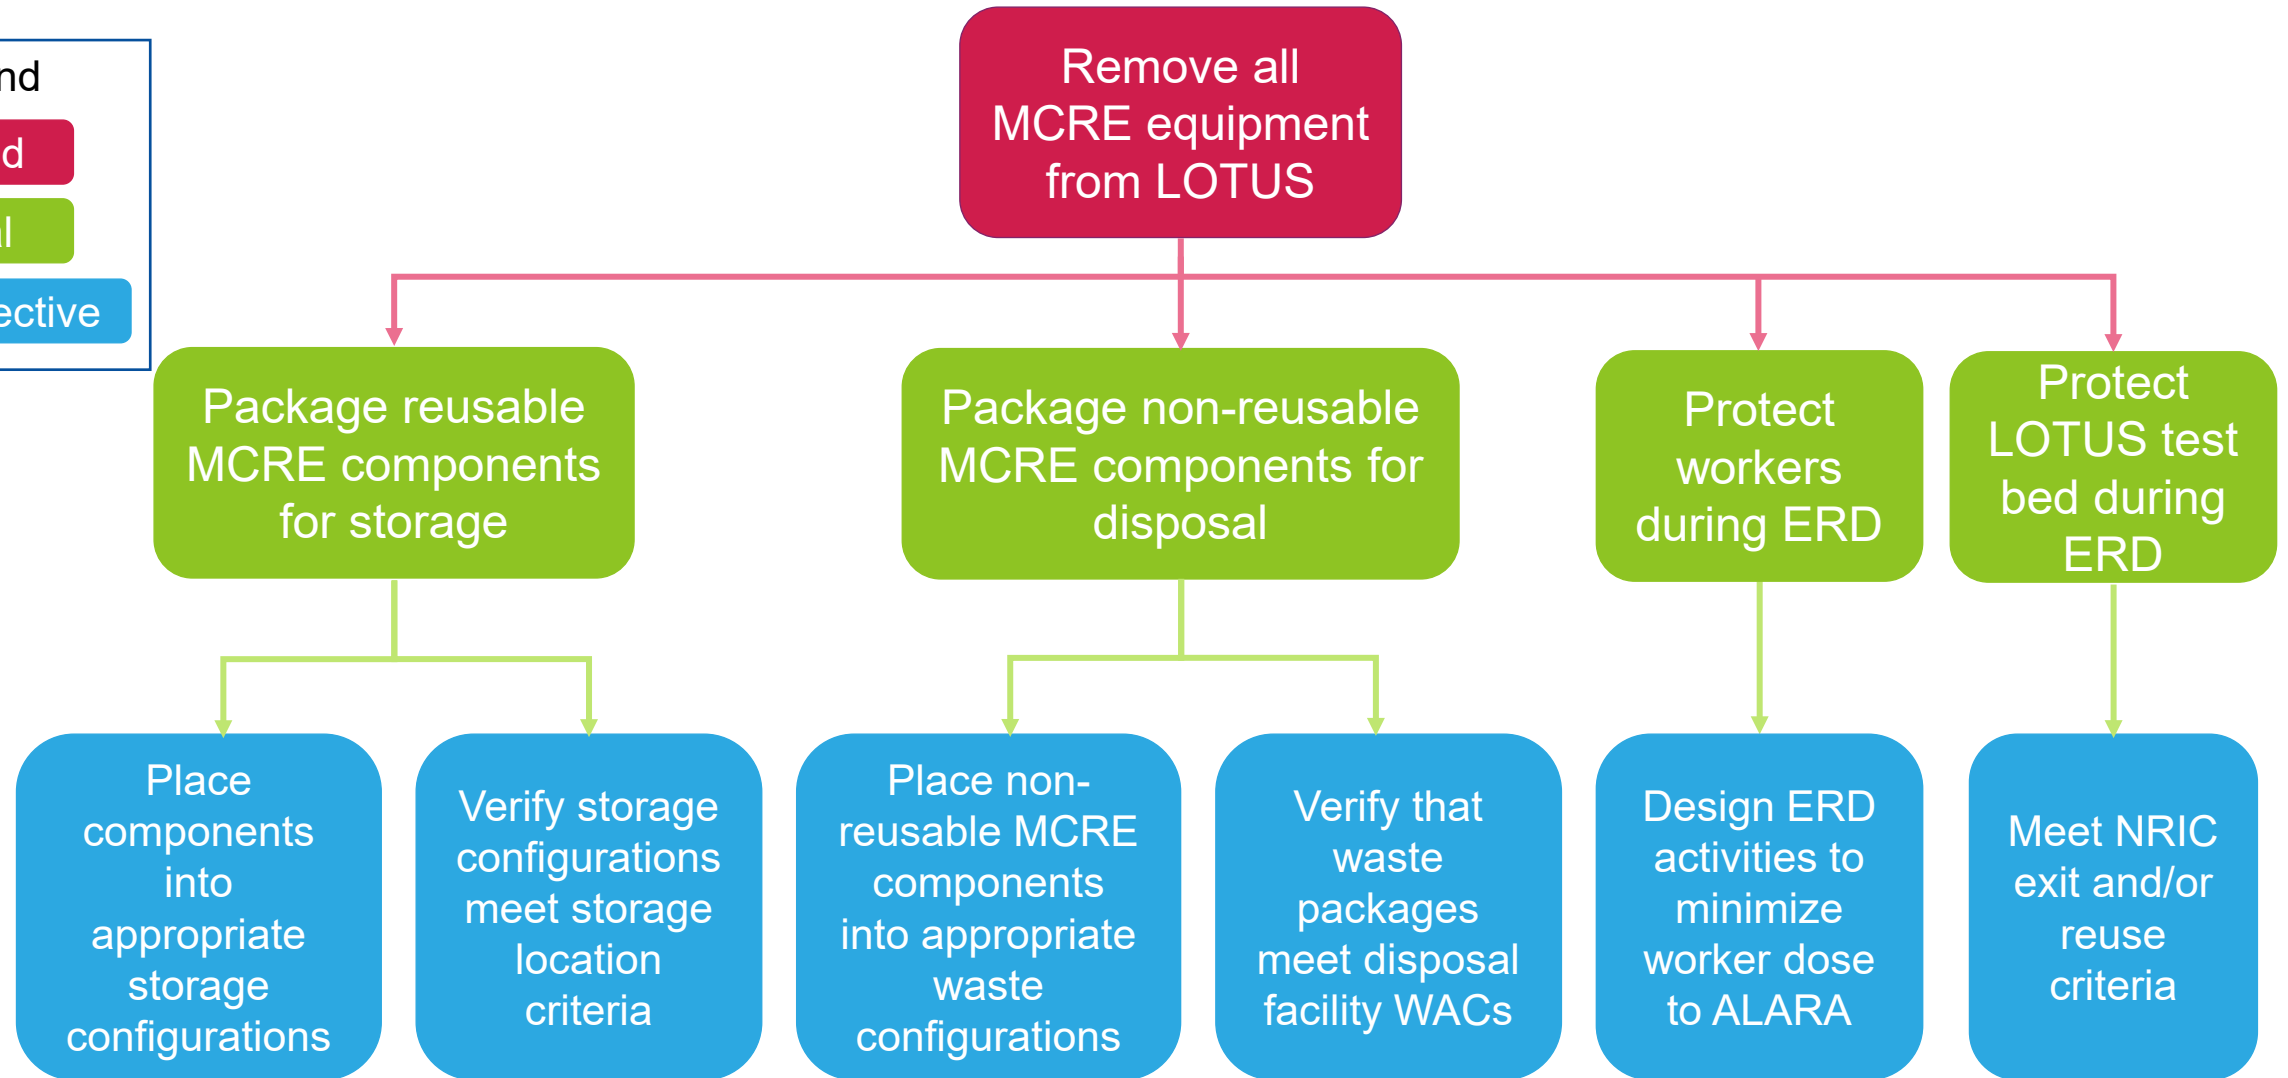 nd
d
al
ective
Remove all
MCRE equipment
from LOTUS
Package reusable
MCRE components
for storage
Package non-reusable
MCRE components for
disposal
Protect
workers
during ERD
Protect
LOTUS test
bed during
ERD
Place
components
into
appropriate
storage
configurations
Verify storage
configurations
meet storage
location
criteria
Place non-
reusable MCRE
components
into appropriate
waste
configurations
Verify that
waste
packages
meet disposal
facility WACs
Design ERD
activities to
minimize
worker dose
to ALARA
Meet NRIC
exit and/or
reuse
criteria